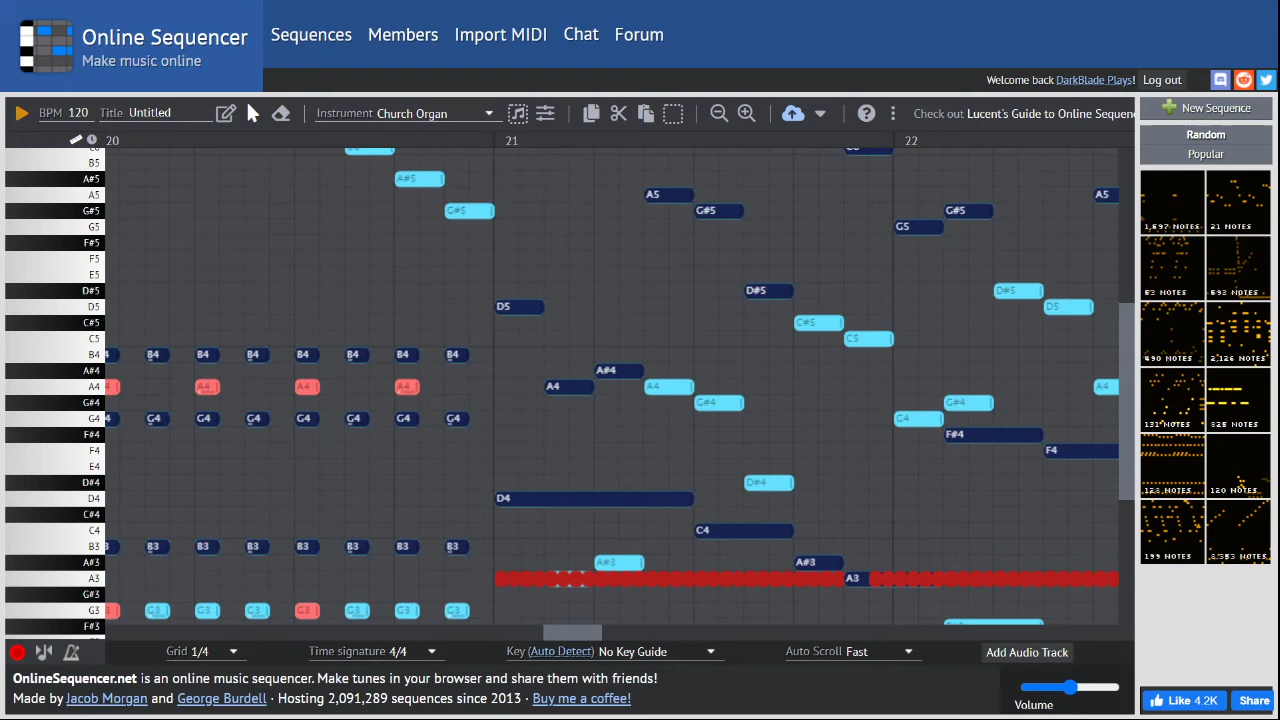 Online Sequencer
Make music online
Sequences Members Import MIDI Chat Forum
Welcome back DarkBlade Plays! Log out
BPM 120 Title Untitled
Instrument Church Organ
Check out Lucent's Guide to Online Sequenc
New Sequence
Random
Popular
20 21 22
B5
A#5 A#5
A5 A5 A5
G#5 G#5 G#5 G#5
G5 G5
F#5
F5
E5
D#5 D#5 D#5
D5 D5 D5
C#5 C#5
C5 C5
B4 B4 B4 B4 B4 B4 B4 B4
A#4 A#4
A4 A4 A4 A4 A4 A4 A4
G#4 G#4 G#4
G4 G4 G4 G4 G4 G4 G4 G4 G4
F#4 F#4
F4 F4
E4
D#4 D#4
D4 D4
C#4
C4 C4
B3 B3 B3 B3 B3 B3 B3 B3
A#3 A#3 A#3
A3 A3
G#3
G3 G3 G3 G3 G3 G3 G3 G3
F#3
1,697 NOTES 21 NOTES
53 NOTES 692 NOTES
490 NOTES 2,126 NOTES
131 NOTES 825 NOTES
128 NOTES 120 NOTES
199 NOTES 8,353 NOTES
Grid 1/4
Time signature 4/4
Key (Auto Detect) No Key Guide
Auto Scroll Fast
Add Audio Track
OnlineSequencer.net is an online music sequencer. Make tunes in your browser and share them with friends!
Made by Jacob Morgan and George Burdell · Hosting 2,091,289 sequences since 2013 · Buy me a coffee!
Volume
Like 4.2K
Share